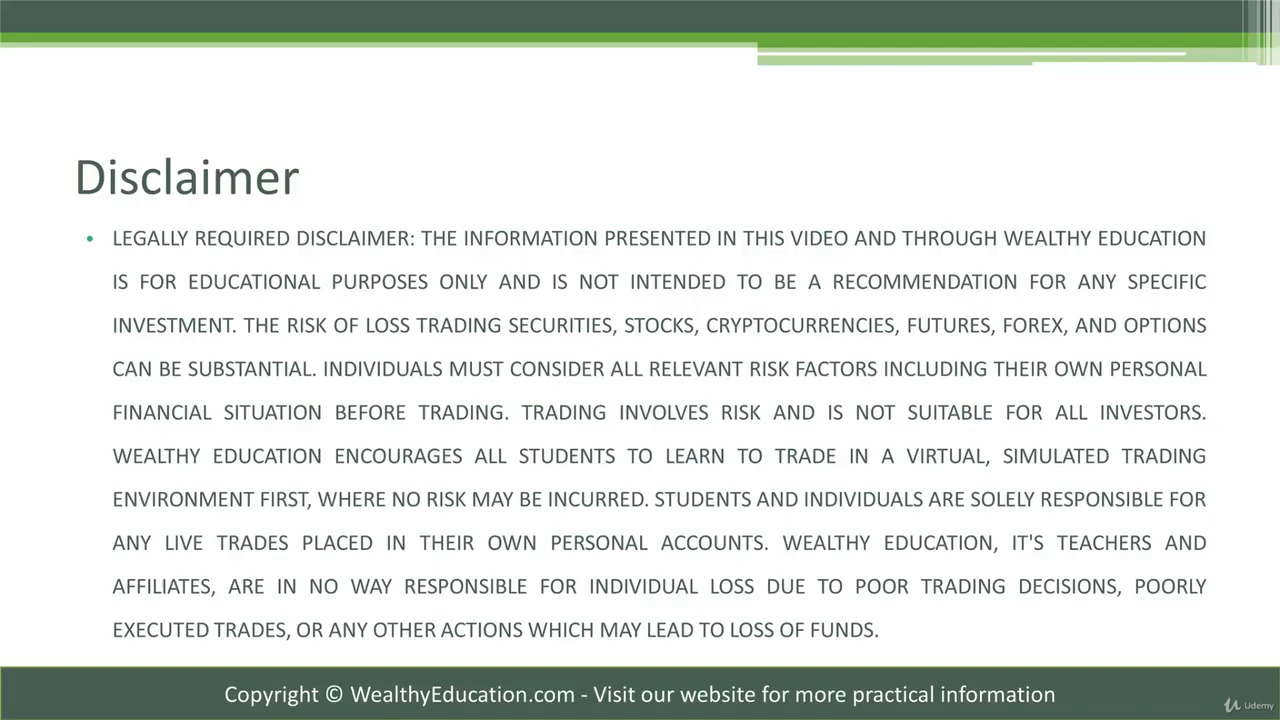 Disclaimer
• LEGALLY REQUIRED DISCLAIMER: THE INFORMATION PRESENTED IN THIS VIDEO AND THROUGH WEALTHY EDUCATION
IS FOR EDUCATIONAL PURPOSES ONLY AND IS NOT INTENDED TO BE A RECOMMENDATION FOR ANY SPECIFIC
INVESTMENT. THE RISK OF LOSS TRADING SECURITIES, STOCKS, CRYPTOCURRENCIES, FUTURES, FOREX, AND OPTIONS
CAN BE SUBSTANTIAL. INDIVIDUALS MUST CONSIDER ALL RELEVANT RISK FACTORS INCLUDING THEIR OWN PERSONAL
FINANCIAL SITUATION BEFORE TRADING. TRADING INVOLVES RISK AND IS NOT SUITABLE FOR ALL INVESTORS.
WEALTHY EDUCATION ENCOURAGES ALL STUDENTS TO LEARN TO TRADE IN A VIRTUAL, SIMULATED TRADING
ENVIRONMENT FIRST, WHERE NO RISK MAY BE INCURRED. STUDENTS AND INDIVIDUALS ARE SOLELY RESPONSIBLE FOR
ANY LIVE TRADES PLACED IN THEIR OWN PERSONAL ACCOUNTS. WEALTHY EDUCATION, IT'S TEACHERS AND
AFFILIATES, ARE IN NO WAY RESPONSIBLE FOR INDIVIDUAL LOSS DUE TO POOR TRADING DECISIONS, POORLY
EXECUTED TRADES, OR ANY OTHER ACTIONS WHICH MAY LEAD TO LOSS OF FUNDS.
Copyright © WealthyEducation.com - Visit our website for more practical information
Udemy